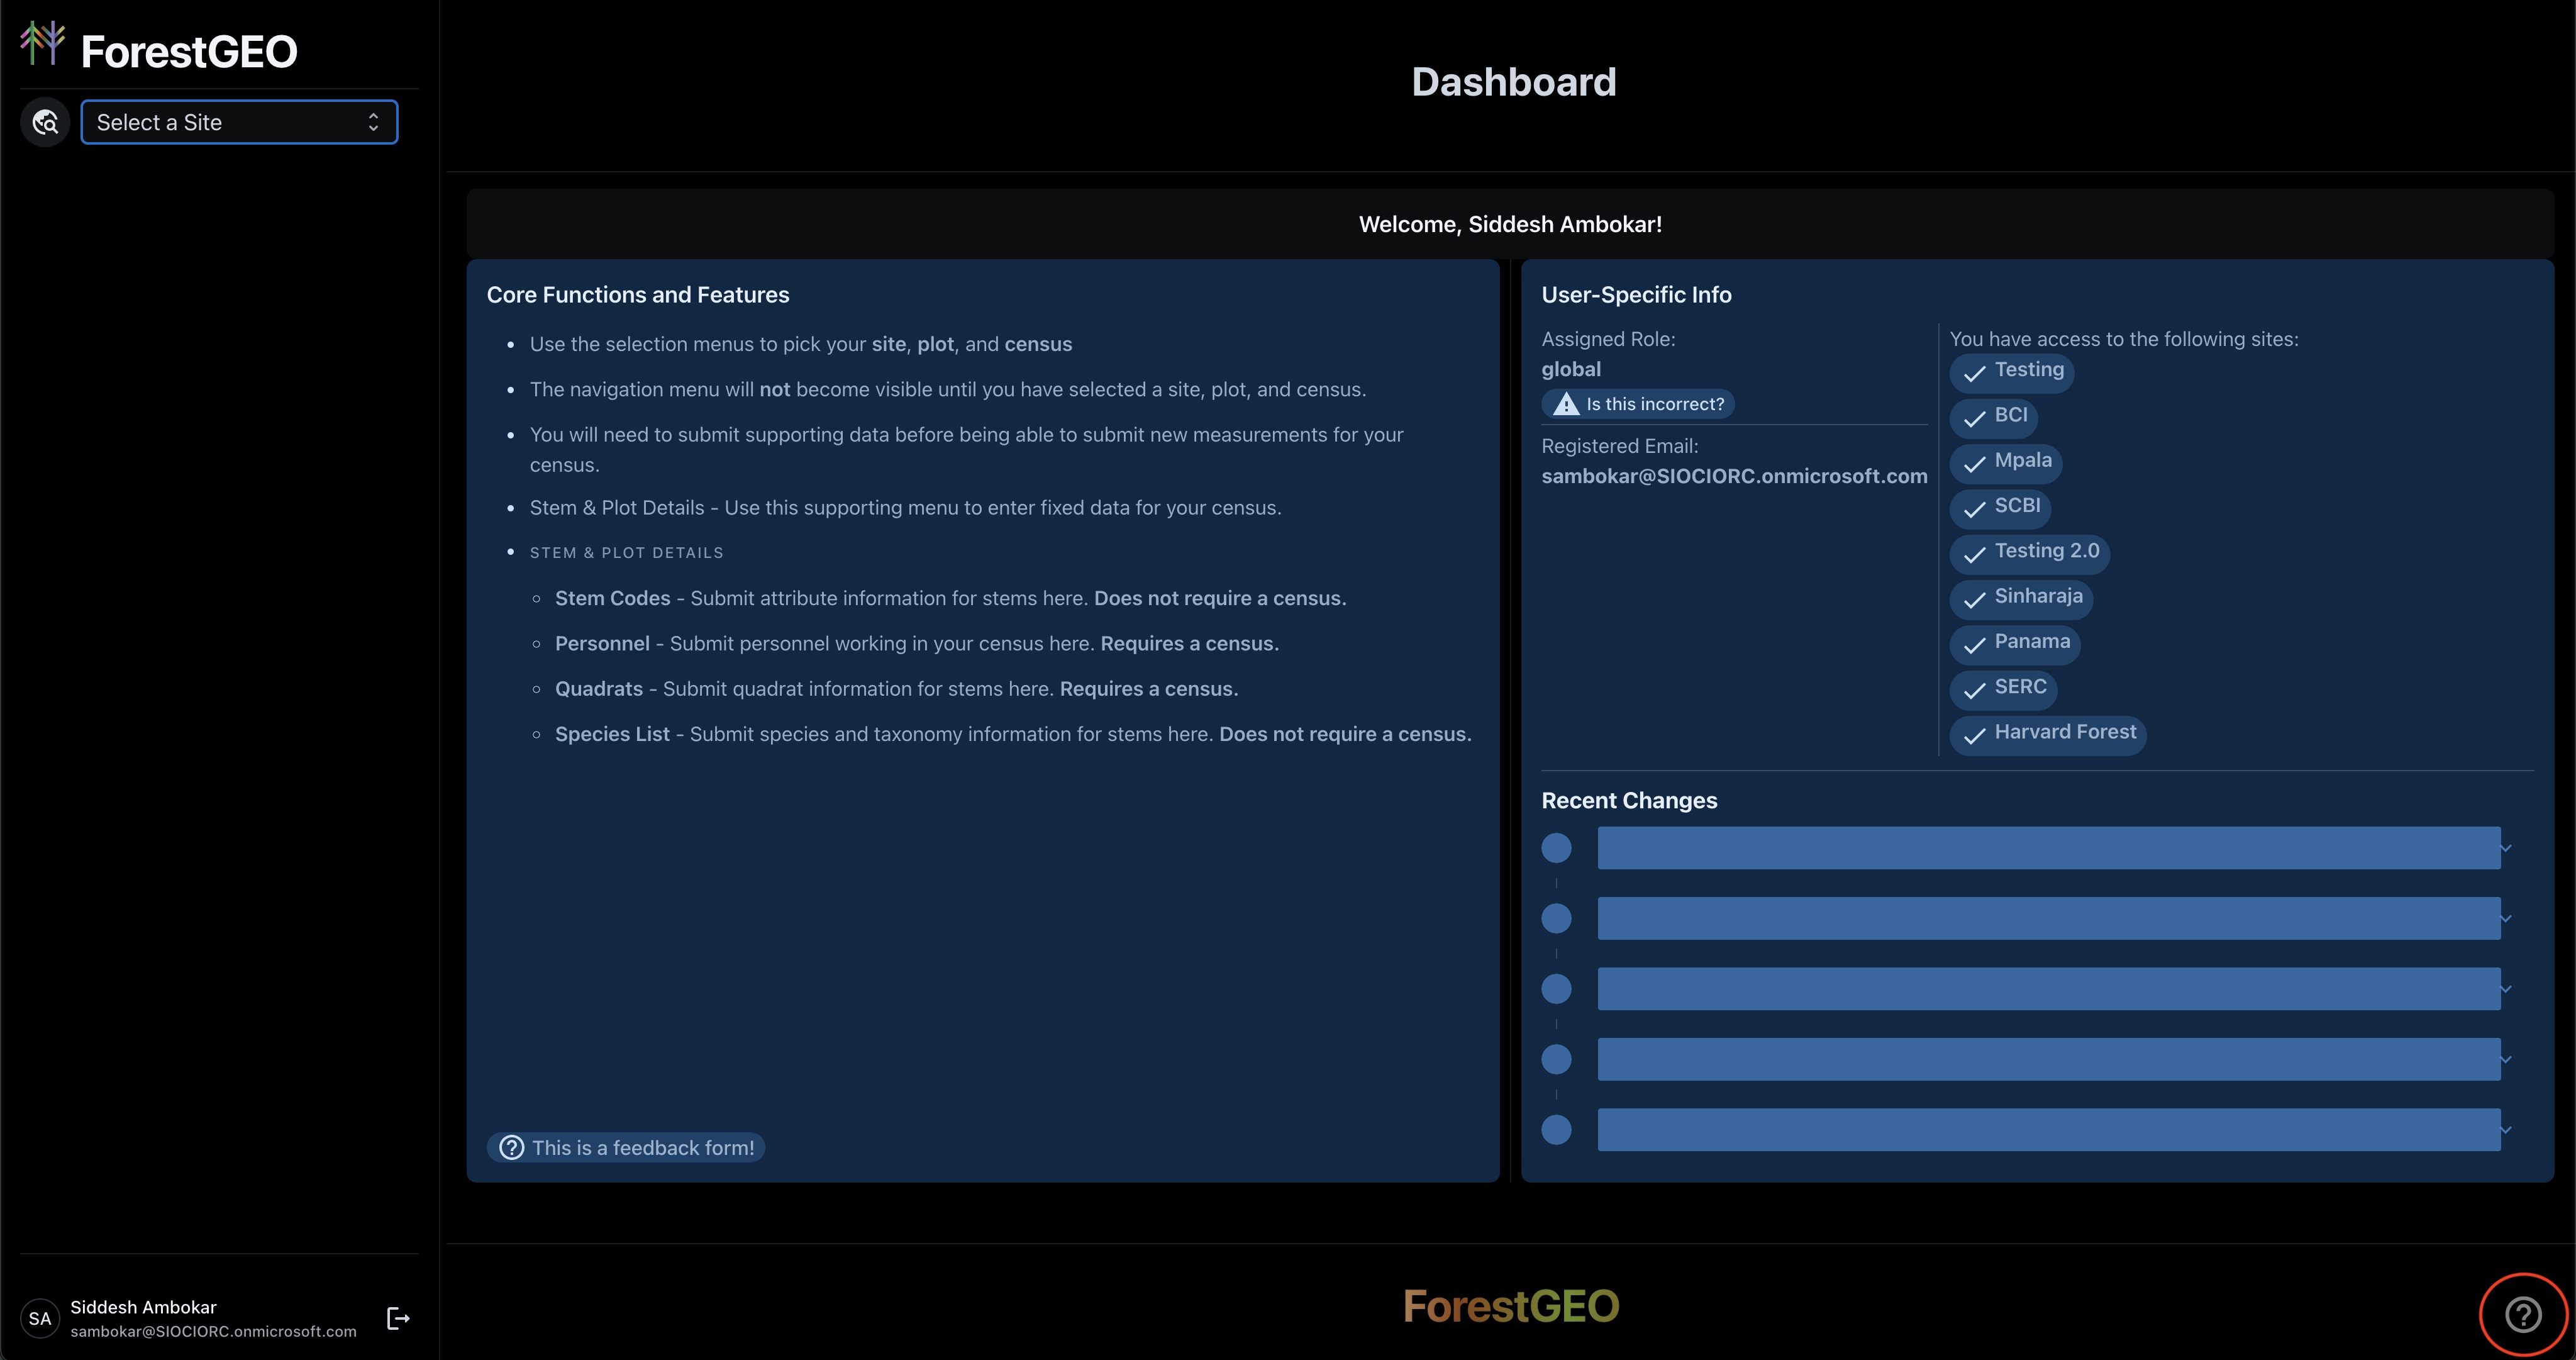 ForestGEO
Select a Site
Dashboard
Welcome, Siddesh Ambokar!
Core Functions and Features
Use the selection menus to pick your site, plot, and census
The navigation menu will not become visible until you have selected a site, plot, and census.
You will need to submit supporting data before being able to submit new measurements for your
census.
Stem & Plot Details - Use this supporting menu to enter fixed data for your census.
STEM & PLOT DETAILS
Stem Codes - Submit attribute information for stems here. Does not require a census.
Personnel - Submit personnel working in your census here. Requires a census.
Quadrats - Submit quadrat information for stems here. Requires a census.
Species List - Submit species and taxonomy information for stems here. Does not require a census.
This is a feedback form!
User-Specific Info
Assigned Role:
global
Is this incorrect?
Registered Email:
sambokar@SIOCIORC.onmicrosoft.com
You have access to the following sites:
Testing
BCI
Mpala
SCBI
Testing 2.0
Sinharaja
Panama
SERC
Harvard Forest
Recent Changes
SA
Siddesh Ambokar
sambokar@SIOCIORC.onmicrosoft.com
ForestGEO